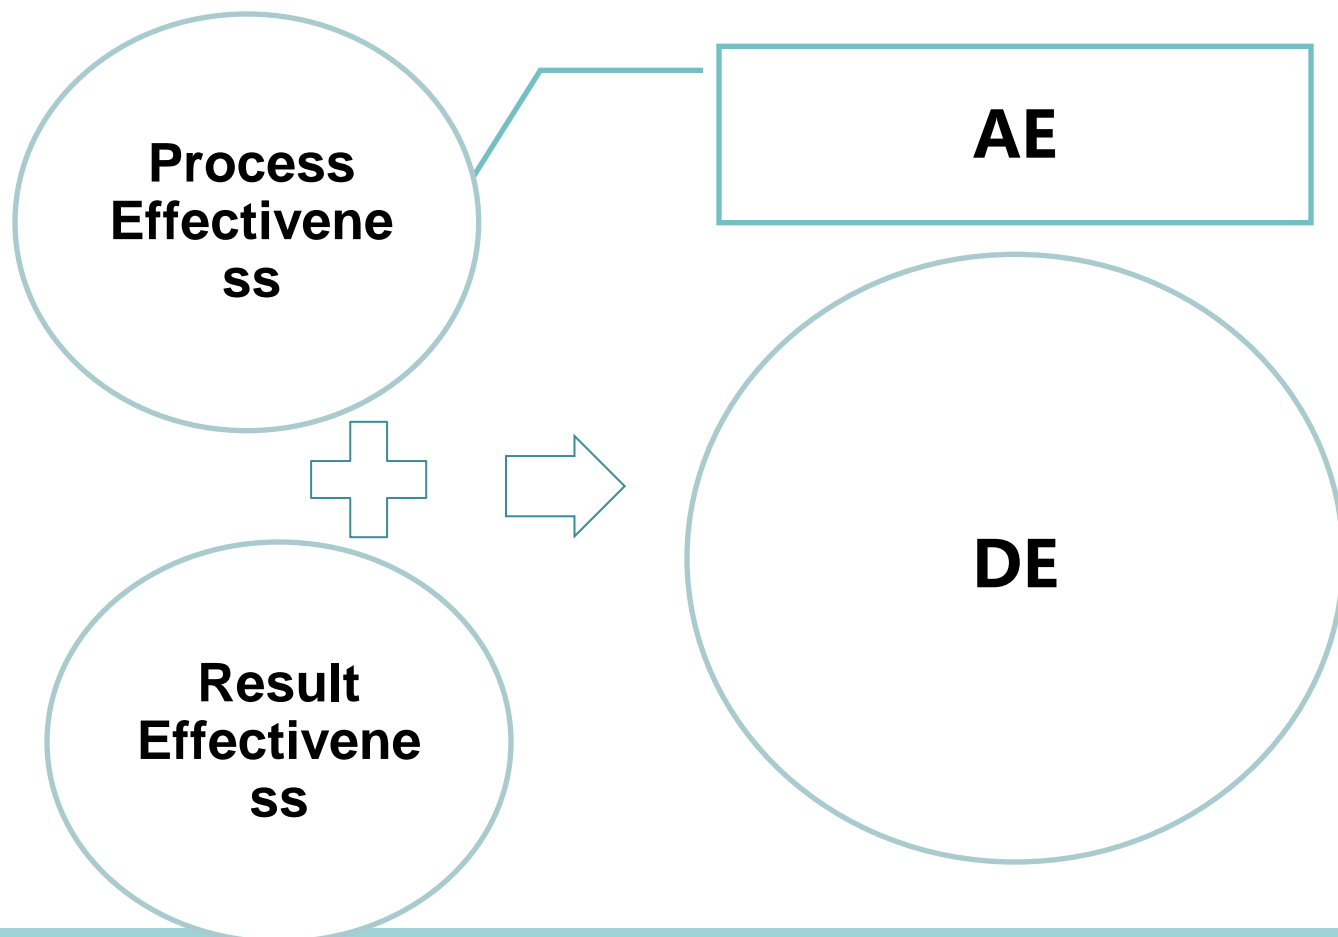 Process
Effectivene
ss
AE
DE
Result
Effectivene
ss